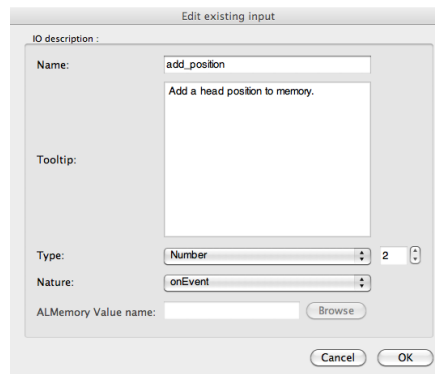 Edit existing input
IO description :
Name: add_position
Add a head position to memory.
Tooltip:
Type: Number 2
Nature: onEvent
ALMemory Value name: Browse
Cancel OK